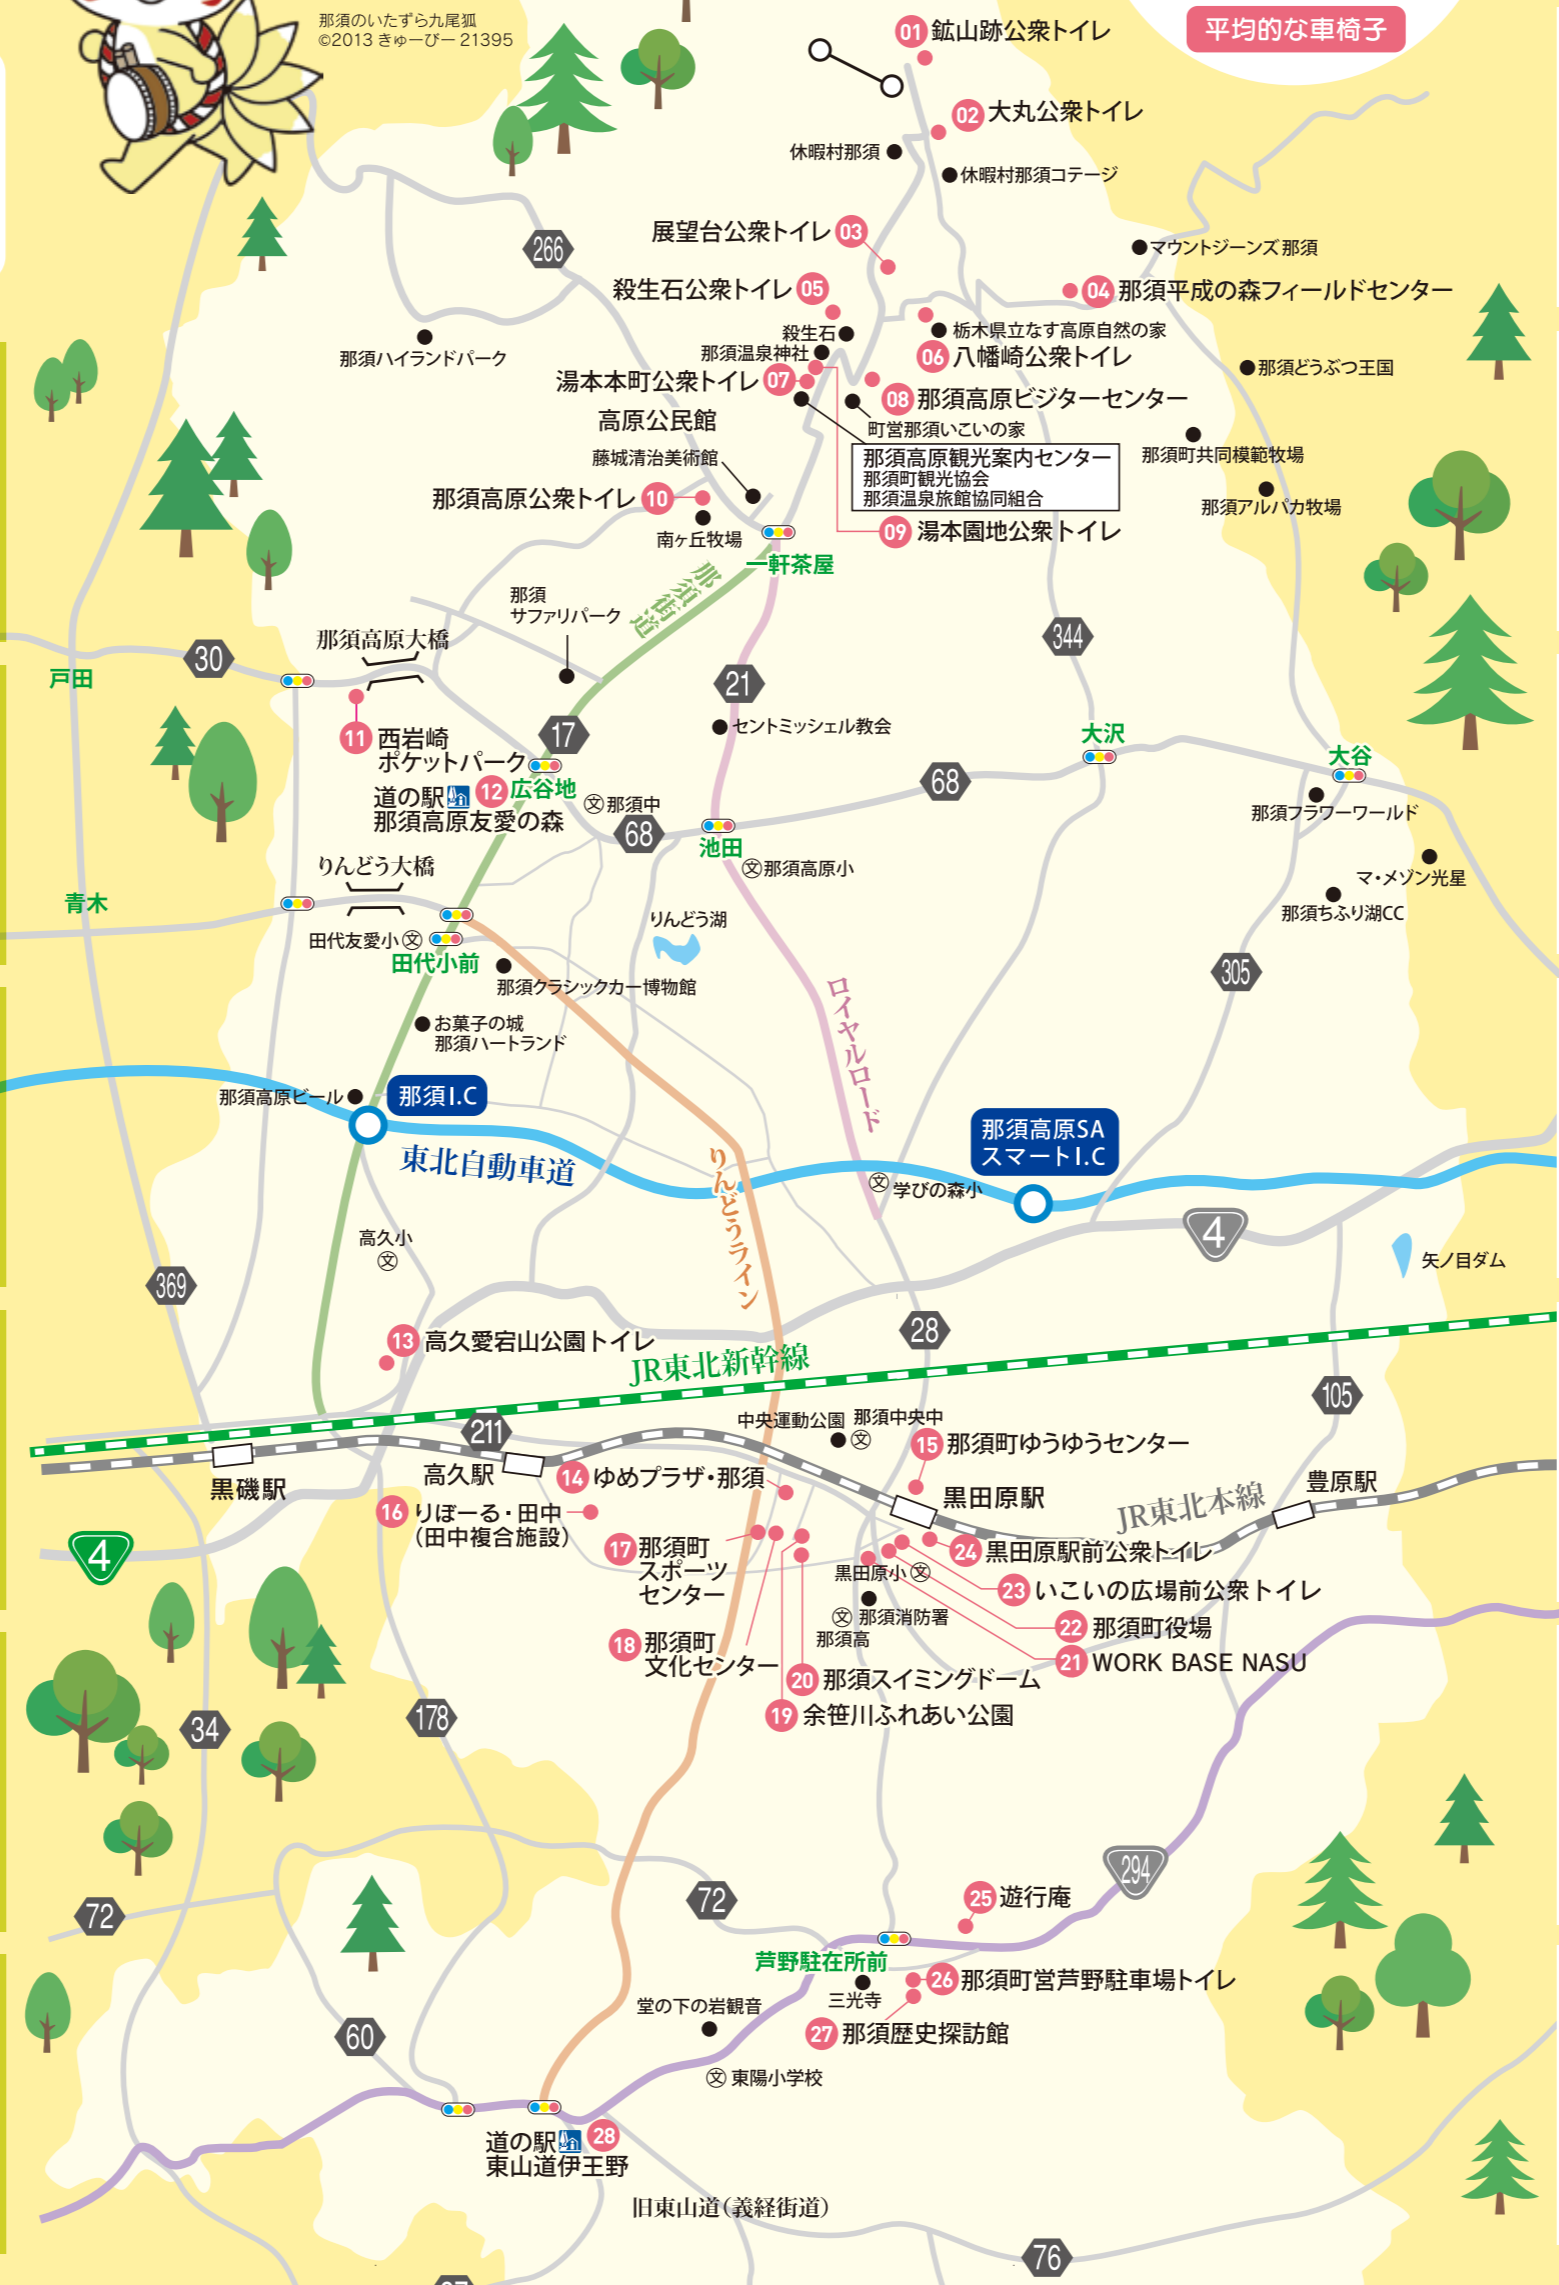 那須のいたずら九尾狐
©2013 きゅーびー 21395
平均的な車椅子
01 鉱山跡公衆トイレ
02 大丸公衆トイレ
休暇村那須
休暇村那須コテージ
展望台公衆トイレ 03
266
マウントジーンズ那須
殺生石公衆トイレ 05
04 那須平成の森フィールドセンター
殺生石
栃木県立なす高原自然の家
那須ハイランドパーク
那須温泉神社
06 八幡崎公衆トイレ
那須どうぶつ王国
湯本本町公衆トイレ 07
08 那須高原ビジターセンター
高原公民館
町営那須いこいの家
藤城清治美術館
那須高原観光案内センター
那須町観光協会
那須温泉旅館協同組合
那須町共同模範牧場
那須高原公衆トイレ 10
那須アルパカ牧場
南ヶ丘牧場
09 湯本園地公衆トイレ
一軒茶屋
那須街道
那須
サファリパーク
那須高原大橋
30
344
戸田
21
11 西岩崎
ポケットパーク
17
セントミッシェル教会
大沢
大谷
道の駅 12 広谷地
那須高原友愛の森
文 那須中
68
68
那須フラワーワールド
池田
文 那須高原小
りんどう大橋
マ・メゾン光星
青木
那須ちふり湖CC
りんどう湖
田代友愛小 文
田代小前
305
那須クラシックカー博物館
ロイヤルロード
お菓子の城
那須ハートランド
那須高原ビール
那須I.C
那須高原SA
スマートI.C
東北自動車道
りんどうライン
文 学びの森小
4
高久小
文
矢ノ目ダム
369
28
13 高久愛宕山公園トイレ
JR東北新幹線
105
211
中央運動公園
那須中央中
文
15 那須町ゆうゆうセンター
黒磯駅
高久駅
14 ゆめプラザ・那須
黒田原駅
豊原駅
JR東北本線
16 りぼーる・田中
（田中複合施設）
4
17 那須町
スポーツ
センター
24 黒田原駅前公衆トイレ
黒田原小 文
23 いこいの広場前公衆トイレ
那須消防署
文
那須高
22 那須町役場
18 那須町
文化センター
21 WORK BASE NASU
20 那須スイミングドーム
19 余笹川ふれあい公園
34
178
294
72
72
25 遊行庵
芦野駐在所前
26 那須町営芦野駐車場トイレ
三光寺
堂の下の岩観音
27 那須歴史探訪館
60
文 東陽小学校
道の駅 28
東山道伊王野
旧東山道（義経街道）
76